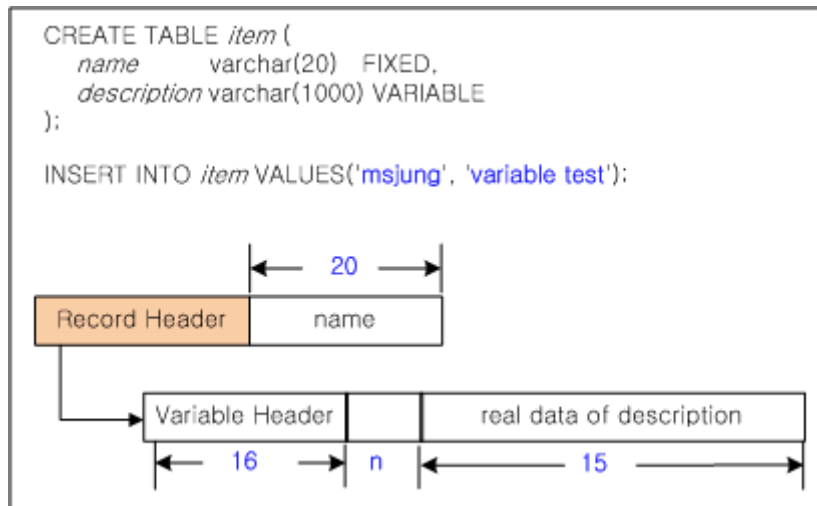 CREATE TABLE item (
name varchar(20) FIXED,
description varchar(1000) VARIABLE
);
INSERT INTO item VALUES('msjung', 'variable test');
20
Record Header name
Variable Header real data of description
16 n 15